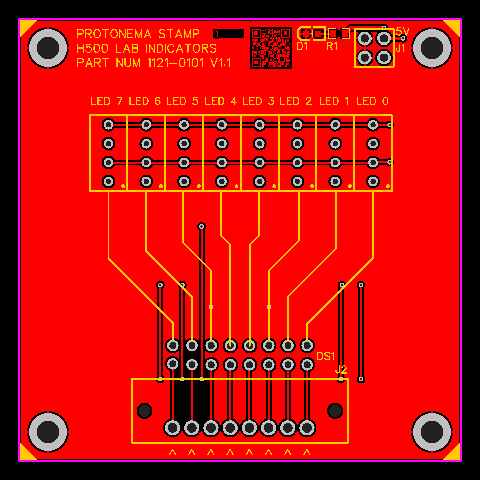 PROTONEMA STAMP
H500 LAB INDICATORS
PART NUM 1121-0101 V1.1
D1 R1 5V J1
LED 7 LED 6 LED 5 LED 4 LED 3 LED 2 LED 1 LED 0
DS1
J2